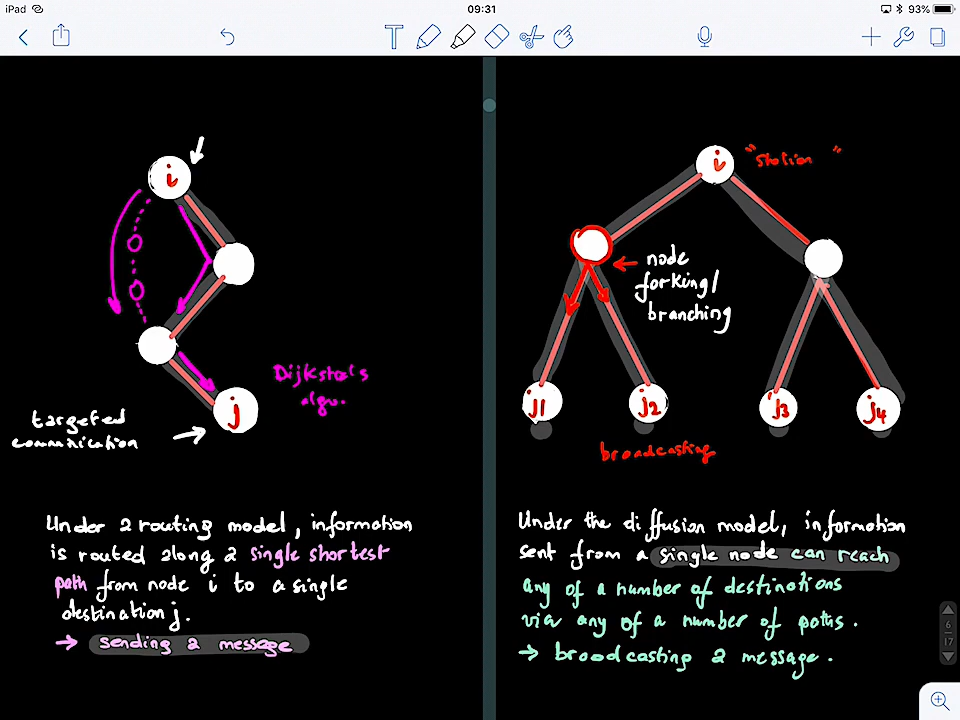 iPad
09:31
93%
i
j
Dijkstra's
algo.
targeted
communication
Under a routing model, information
is routed along a single shortest
path from node i to a single
destination j.
→ sending a message
i
"station"
node
forking/
branching
j1
j2
j3
j4
broadcasting
Under the diffusion model, information
sent from a single node can reach
any of a number of destinations
via any of a number of paths.
→ broadcasting a message.
6
17